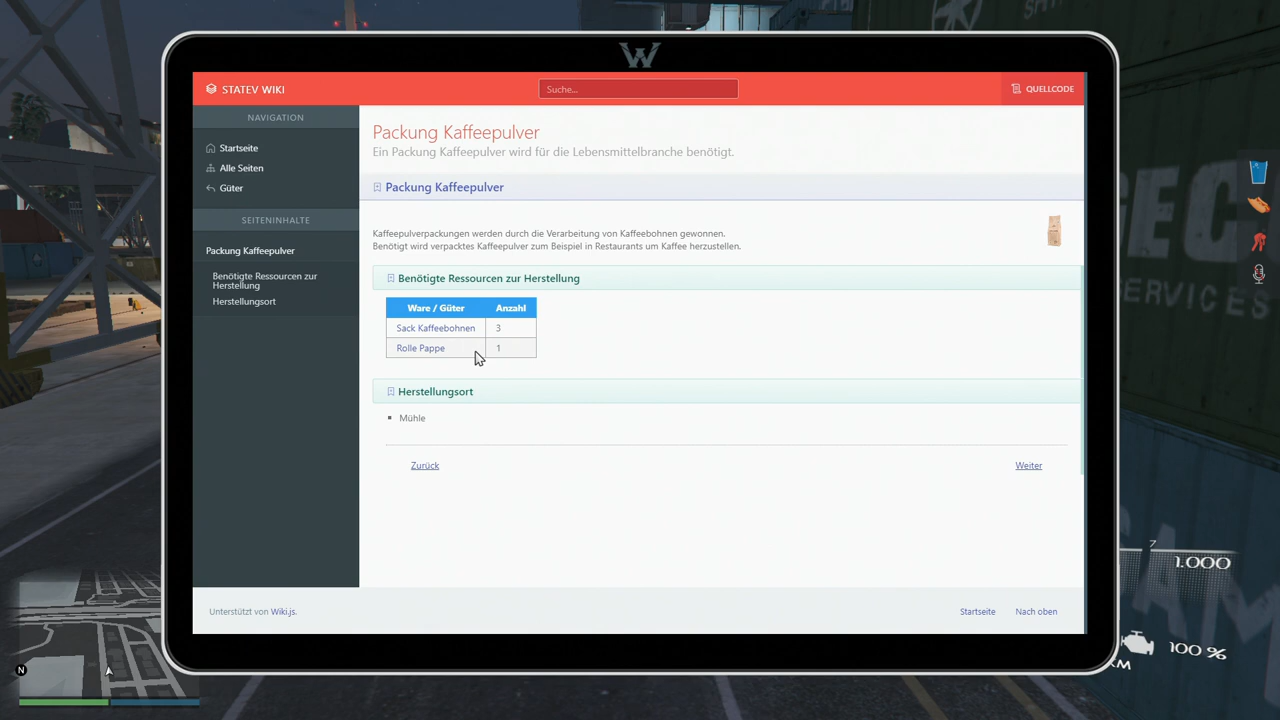 W
STATEV WIKI
Suche...
QUELLCODE
NAVIGATION
Startseite
Alle Seiten
Güter
SEITENINHALTE
Packung Kaffeepulver
Benötigte Ressourcen zur
Herstellung
Herstellungsort
Packung Kaffeepulver
Ein Packung Kaffeepulver wird für die Lebensmittelbranche benötigt.
Packung Kaffeepulver
Kaffeepulverpackungen werden durch die Verarbeitung von Kaffeebohnen gewonnen.
Benötigt wird verpacktes Kaffeepulver zum Beispiel in Restaurants um Kaffee herzustellen.
Benötigte Ressourcen zur Herstellung
Ware / Güter Anzahl
Sack Kaffeebohnen 3
Rolle Pappe 1
Herstellungsort
Mühle
Zurück Weiter
Unterstützt von Wiki.js.
Startseite Nach oben
SERVICES
7
1.000
100 %
KM
N